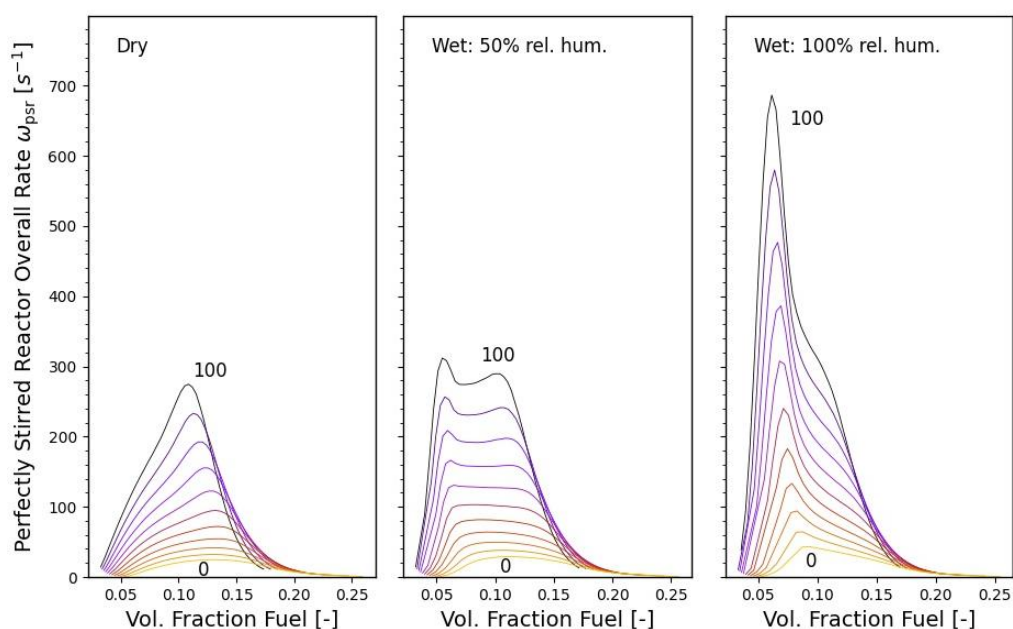 Perfectly Stirred Reactor Overall Rate ω_psr [s⁻¹]
700
600
500
400
300
200
100
0
Dry
100
0
0.05 0.10 0.15 0.20 0.25
Vol. Fraction Fuel [-]
Wet: 50% rel. hum.
100
0
0.05 0.10 0.15 0.20 0.25
Vol. Fraction Fuel [-]
Wet: 100% rel. hum.
100
0
0.05 0.10 0.15 0.20 0.25
Vol. Fraction Fuel [-]